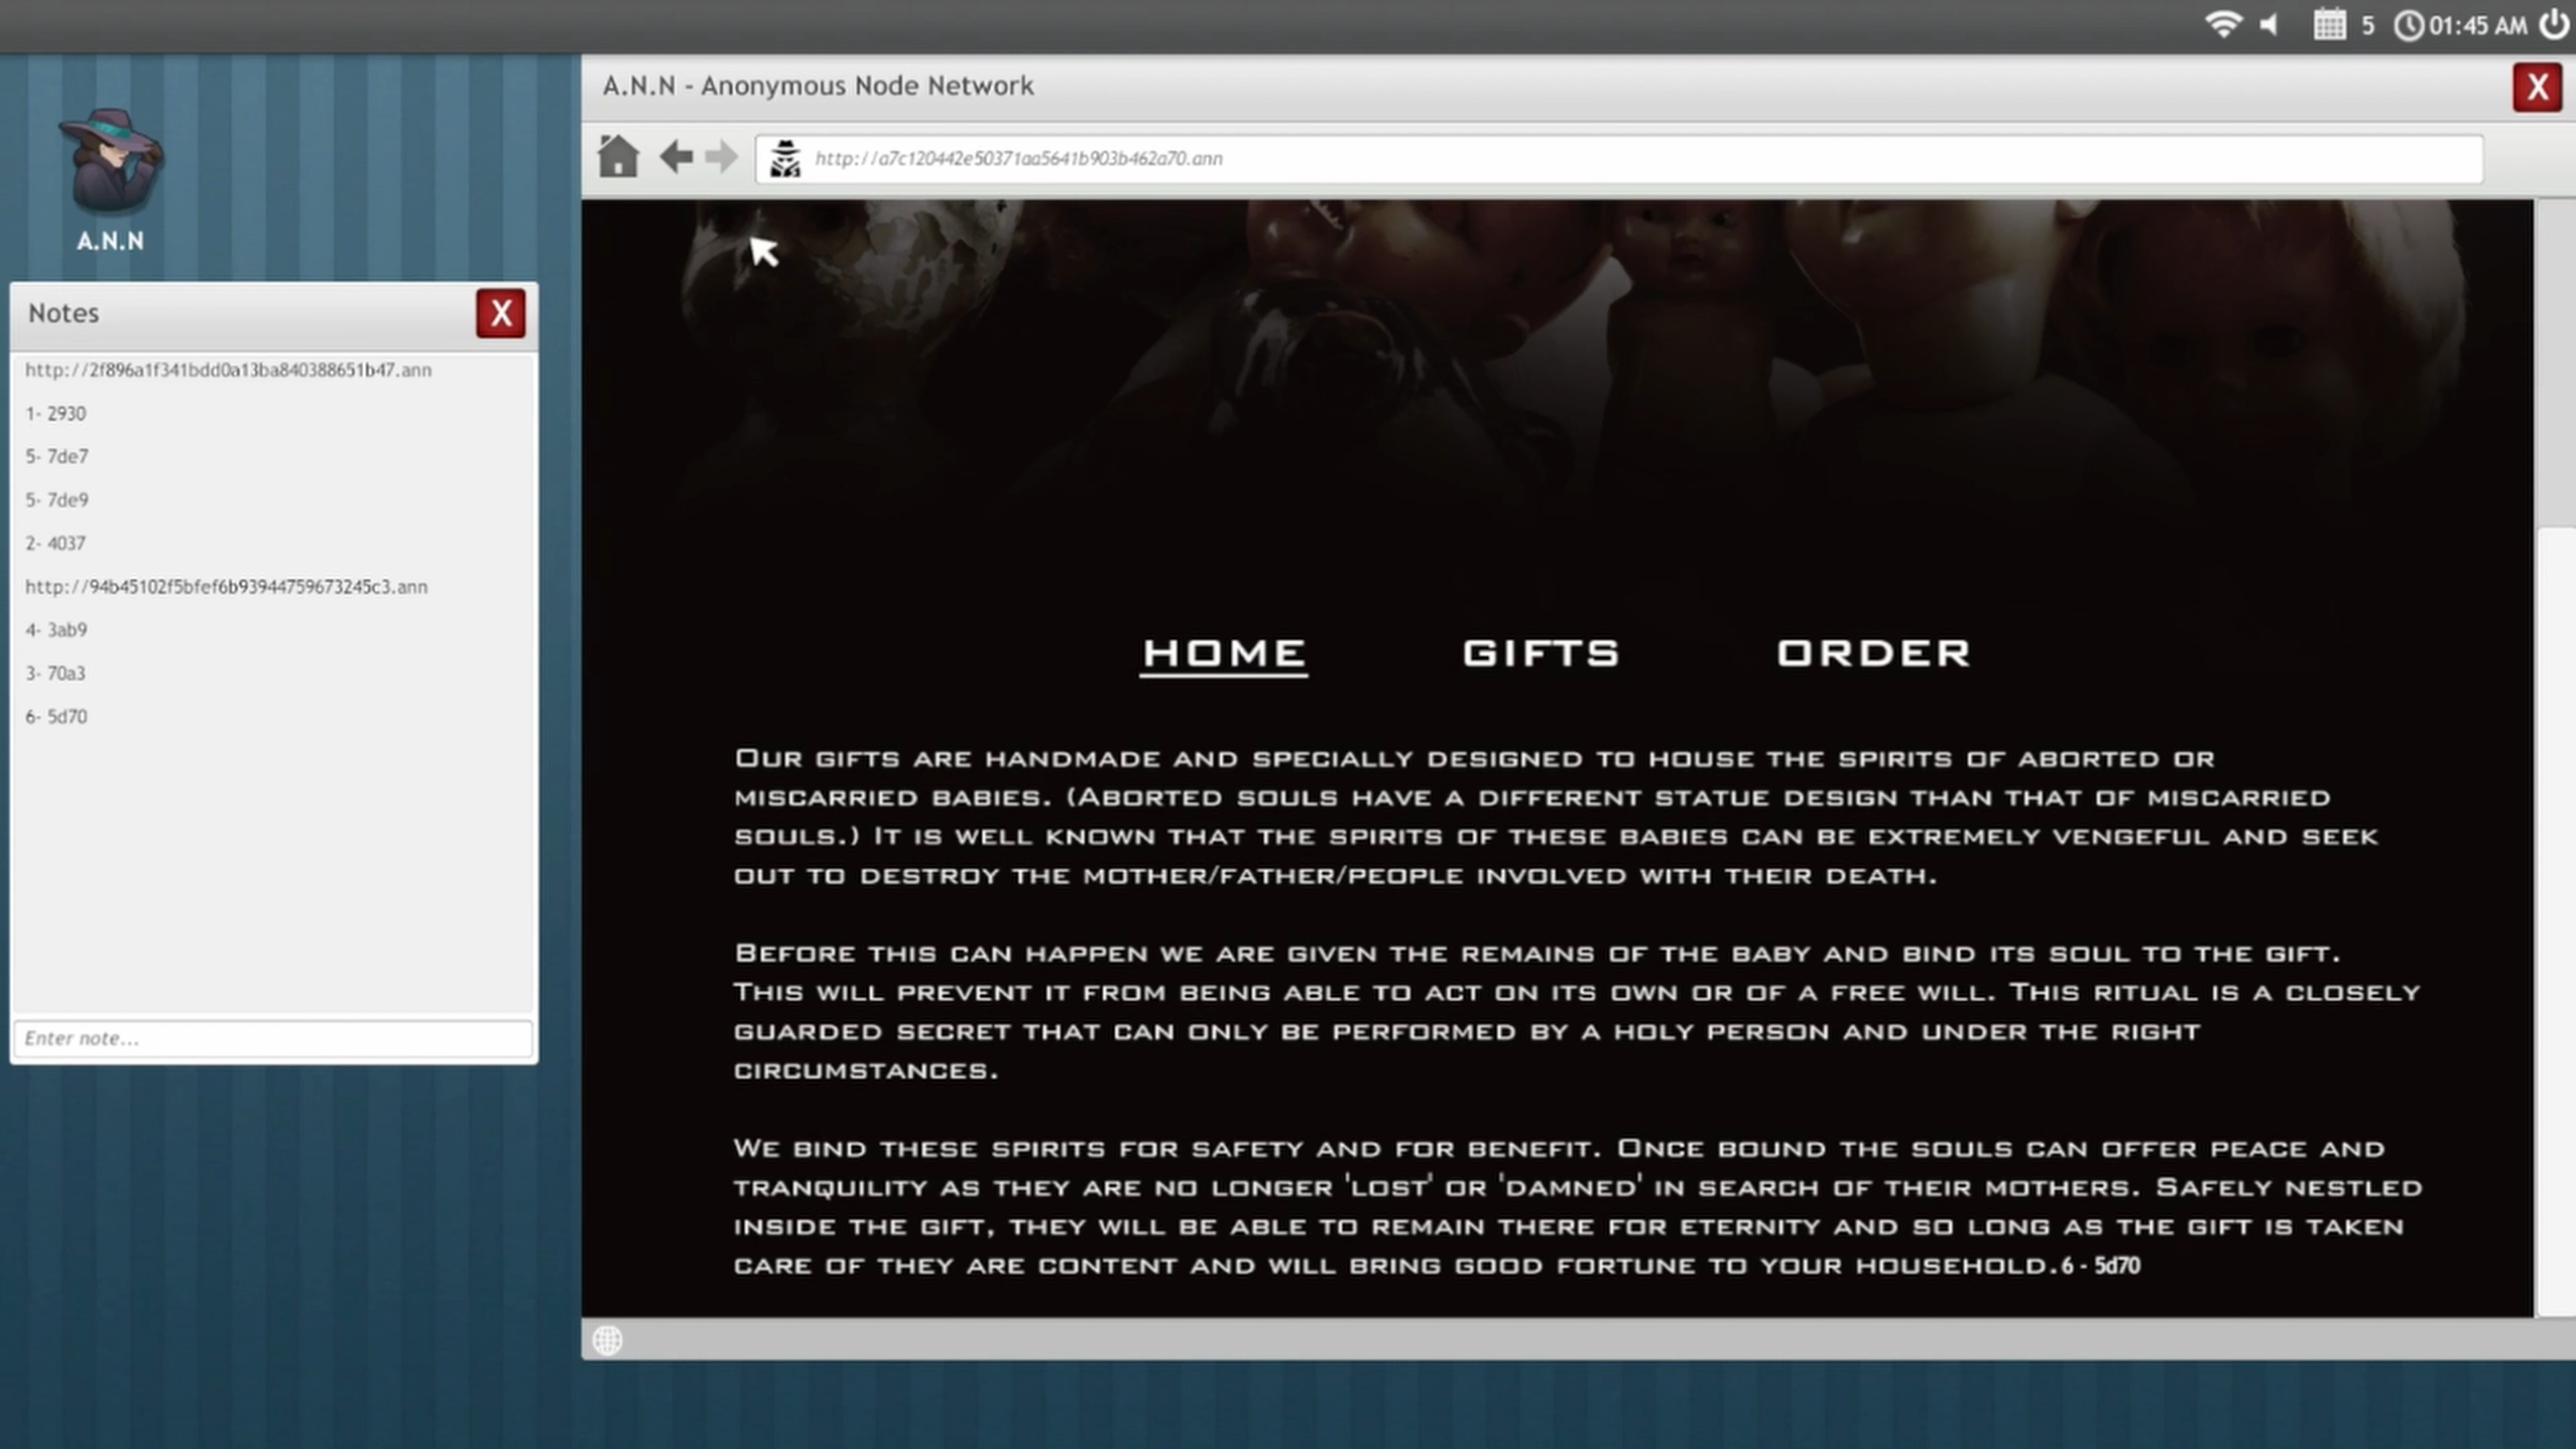 5 01:45 AM
A.N.N - Anonymous Node Network
X
http://a7c120442e50371aa5641b903b462a70.ann
A.N.N
Notes
X
http://2f896a1f341bdd0a13ba840388651b47.ann
1- 2930
5- 7de7
5- 7de9
2- 4037
http://94b45102f5bfef6b93944759673245c3.ann
4- 3ab9
3- 70a3
6- 5d70
Enter note...
HOME GIFTS ORDER
Our gifts are handmade and specially designed to house the spirits of aborted or
miscarried babies. (Aborted souls have a different statue design than that of miscarried
souls.) It is well known that the spirits of these babies can be extremely vengeful and seek
out to destroy the mother/father/people involved with their death.
Before this can happen we are given the remains of the baby and bind its soul to the gift.
This will prevent it from being able to act on its own or of a free will. This ritual is a closely
guarded secret that can only be performed by a holy person and under the right
circumstances.
We bind these spirits for safety and for benefit. Once bound the souls can offer peace and
tranquility as they are no longer 'lost' or 'damned' in search of their mothers. Safely nestled
inside the gift, they will be able to remain there for eternity and so long as the gift is taken
care of they are content and will bring good fortune to your household.6 - 5d70